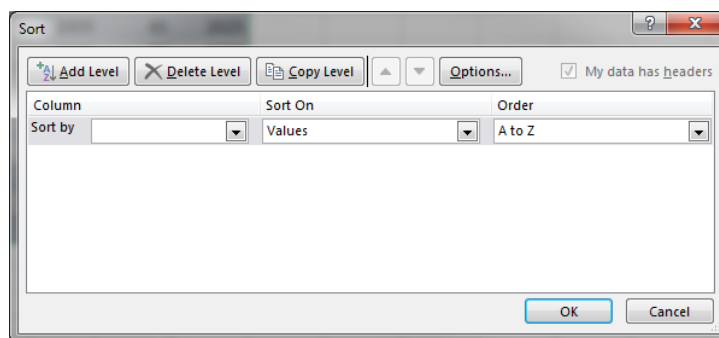 Sort
Add Level Delete Level Copy Level Options... My data has headers
Column Sort On Order
Sort by Values A to Z
OK Cancel